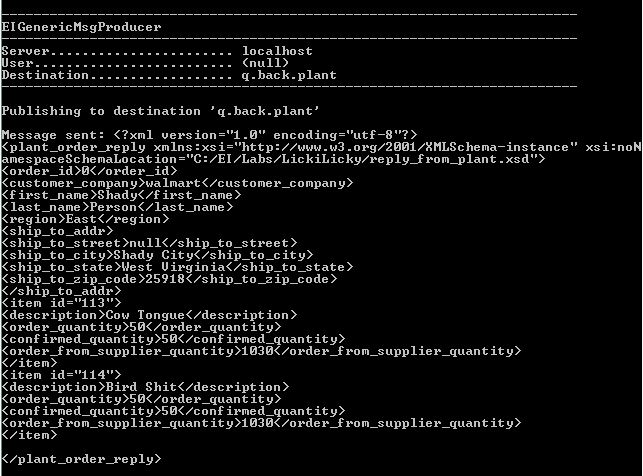 ----------------------------------------------------------------
EIGenericMsgProducer
----------------------------------------------------------------
Server....................... localhost
User......................... (null)
Destination.................. q.back.plant
----------------------------------------------------------------
Publishing to destination 'q.back.plant'
Message sent: <?xml version="1.0" encoding="utf-8"?>
<plant_order_reply xmlns:xsi="http://www.w3.org/2001/XMLSchema-instance" xsi:noN
amespaceSchemaLocation="C:/EI/Labs/LickiLicky/reply_from_plant.xsd">
<order_id>0</order_id>
<customer_company>walmart</customer_company>
<first_name>Shady</first_name>
<last_name>Person</last_name>
<region>East</region>
<ship_to_addr>
<ship_to_street>null</ship_to_street>
<ship_to_city>Shady City</ship_to_city>
<ship_to_state>West Virginia</ship_to_state>
<ship_to_zip_code>25918</ship_to_zip_code>
</ship_to_addr>
<item id="113">
<description>Cow Tongue</description>
<order_quantity>50</order_quantity>
<confirmed_quantity>50</confirmed_quantity>
<order_from_supplier_quantity>1030</order_from_supplier_quantity>
</item>
<item id="114">
<description>Bird Shit</description>
<order_quantity>50</order_quantity>
<confirmed_quantity>50</confirmed_quantity>
<order_from_supplier_quantity>1030</order_from_supplier_quantity>
</item>
</plant_order_reply>